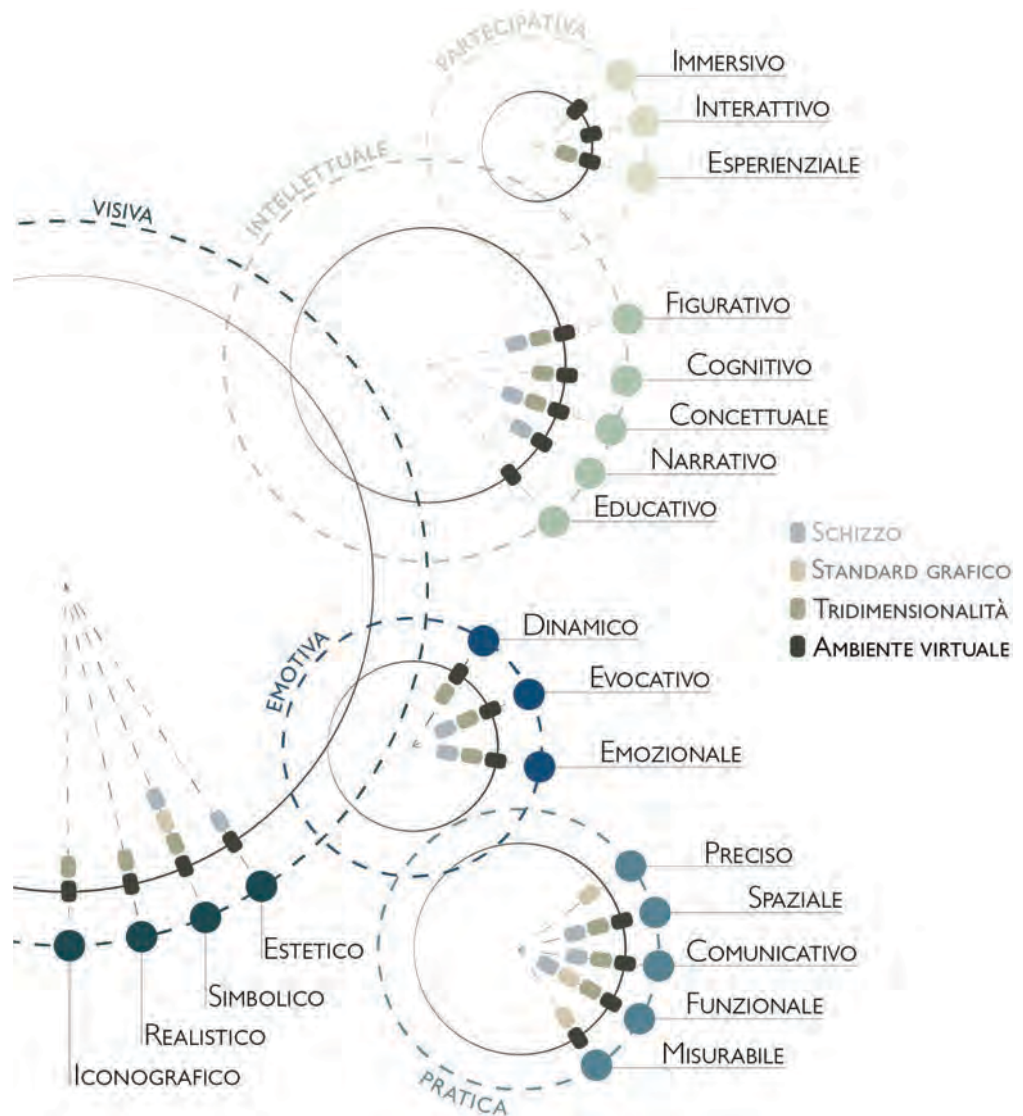 PARTECIPATIVA
IMMERSIVO
INTERATTIVO
ESPERIENZIALE
INTELLETTUALE
VISIVA
FIGURATIVO
COGNITIVO
CONCETTUALE
NARRATIVO
EDUCATIVO
SCHIZZO
STANDARD GRAFICO
TRIDIMENSIONALITÀ
AMBIENTE VIRTUALE
EMOTIVA
DINAMICO
EVOCATIVO
EMOZIONALE
PRECISO
SPAZIALE
COMUNICATIVO
FUNZIONALE
MISURABILE
PRATICA
ESTETICO
SIMBOLICO
REALISTICO
ICONOGRAFICO